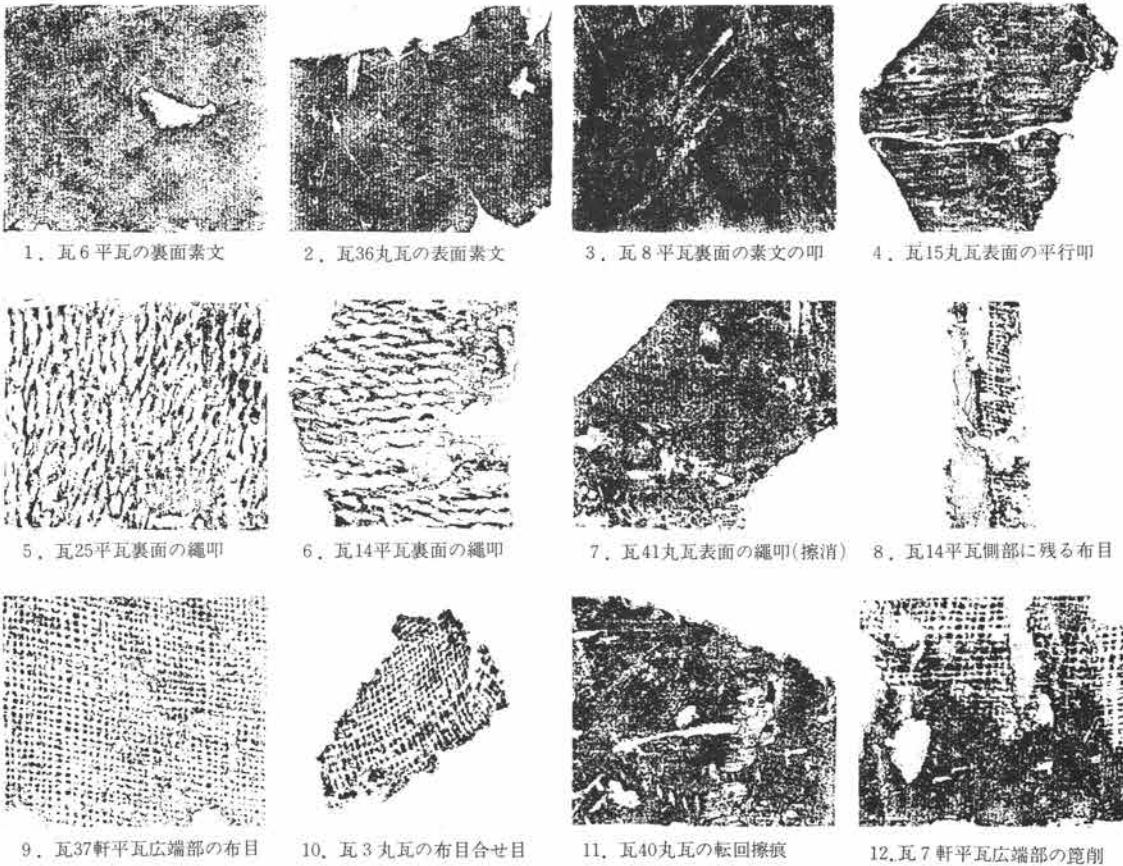 1. 瓦6平瓦の裏面素文
2. 瓦36丸瓦の表面素文
3. 瓦8平瓦裏面の素文の叩
4. 瓦15丸瓦表面の平行叩
5. 瓦25平瓦裏面の繩叩
6. 瓦14平瓦裏面の繩叩
7. 瓦41丸瓦表面の繩叩(擦消)
8. 瓦14平瓦側部に残る布目
9. 瓦37軒平瓦広端部の布目
10. 瓦3丸瓦の布目合せ目
11. 瓦40丸瓦の転回擦痕
12. 瓦7軒平瓦広端部の箆削